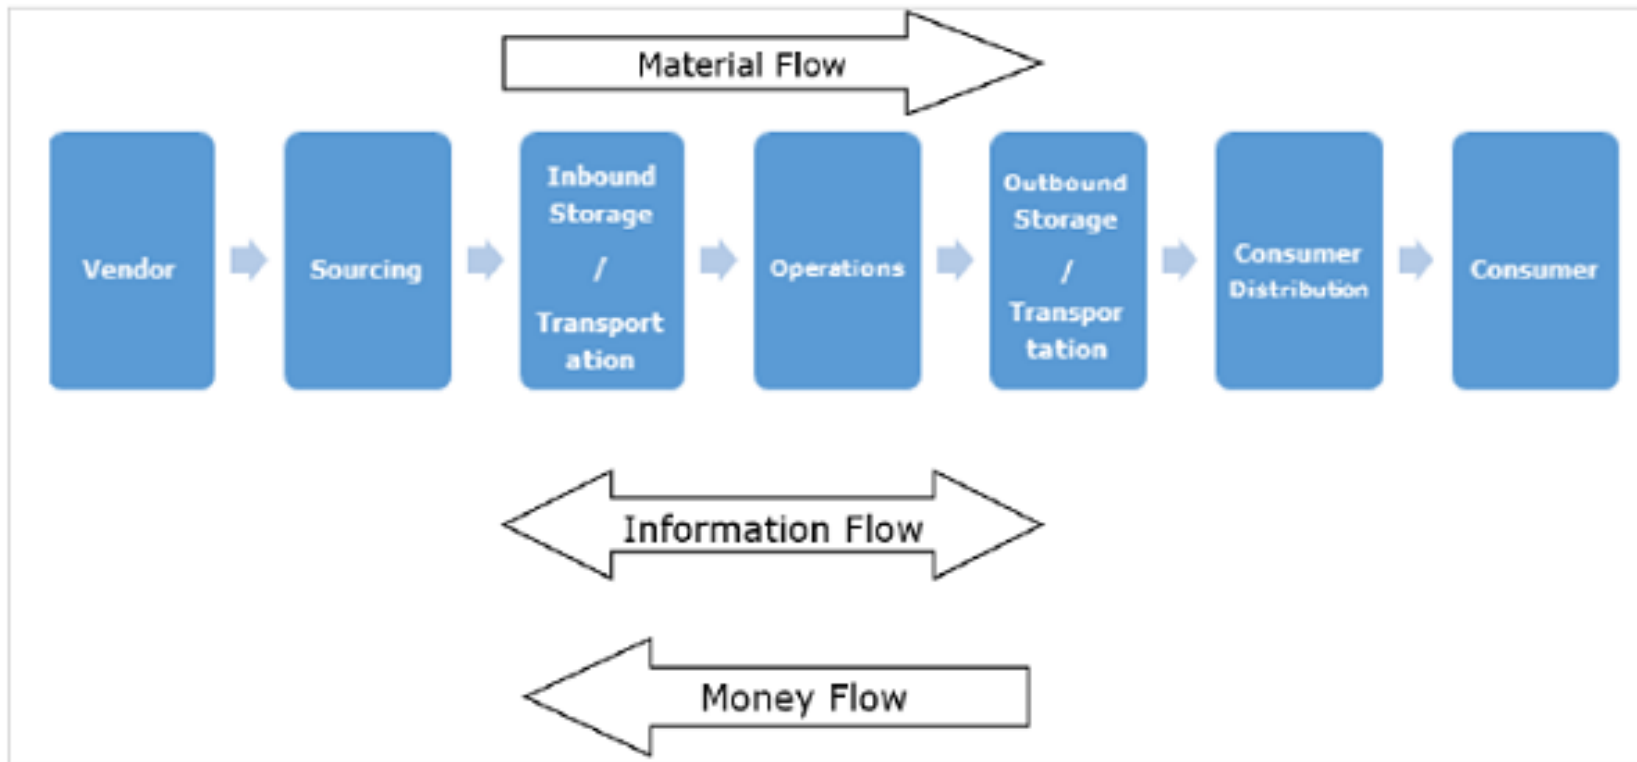 Material Flow
Vendor
Sourcing
Inbound
Storage
/
Transport
ation
Operations
Outbound
Storage
/
Transpor
tation
Consumer
Distribution
Consumer
Information Flow
Money Flow